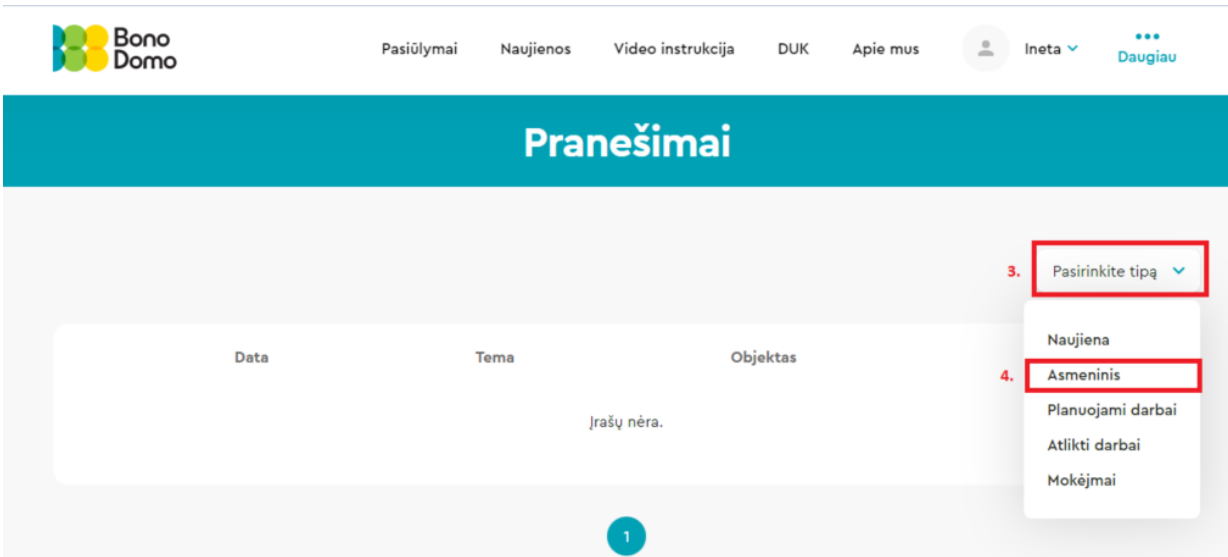 Bono
Domo
Pasiūlymai Naujienos Video instrukcija DUK Apie mus Ineta Daugiau
Pranešimai
3. Pasirinkite tipą
Naujiena
Data Tema Objektas
4. Asmeninis
Planuojami darbai
Įrašų nėra.
Atlikti darbai
Mokėjmai
1